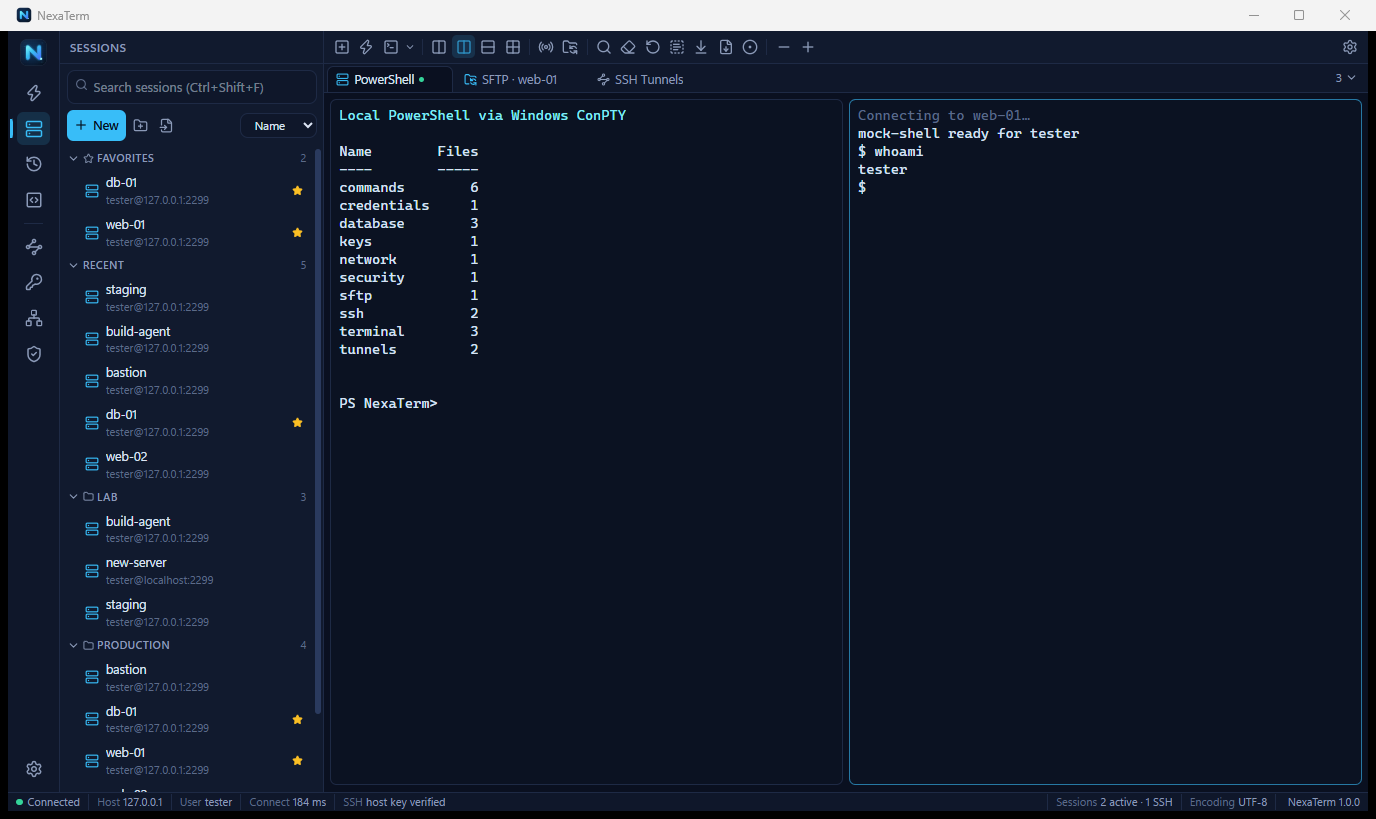 NexaTerm
SESSIONS
Search sessions (Ctrl+Shift+F)
New
Name
FAVORITES 2
db-01
tester@127.0.0.1:2299
web-01
tester@127.0.0.1:2299
RECENT 5
staging
tester@127.0.0.1:2299
build-agent
tester@127.0.0.1:2299
bastion
tester@127.0.0.1:2299
db-01
tester@127.0.0.1:2299
web-02
tester@127.0.0.1:2299
LAB 3
build-agent
tester@127.0.0.1:2299
new-server
tester@localhost:2299
staging
tester@127.0.0.1:2299
PRODUCTION 4
bastion
tester@127.0.0.1:2299
db-01
tester@127.0.0.1:2299
web-01
tester@127.0.0.1:2299
PowerShell
SFTP · web-01
SSH Tunnels
3
Local PowerShell via Windows ConPTY
Name Files
---- -----
commands 6
credentials 1
database 3
keys 1
network 1
security 1
sftp 1
ssh 2
terminal 3
tunnels 2
PS NexaTerm>
Connecting to web-01…
mock-shell ready for tester
$ whoami
tester
$
Connected
Host 127.0.0.1
User tester
Connect 184 ms
SSH host key verified
Sessions 2 active · 1 SSH
Encoding UTF-8
NexaTerm 1.0.0